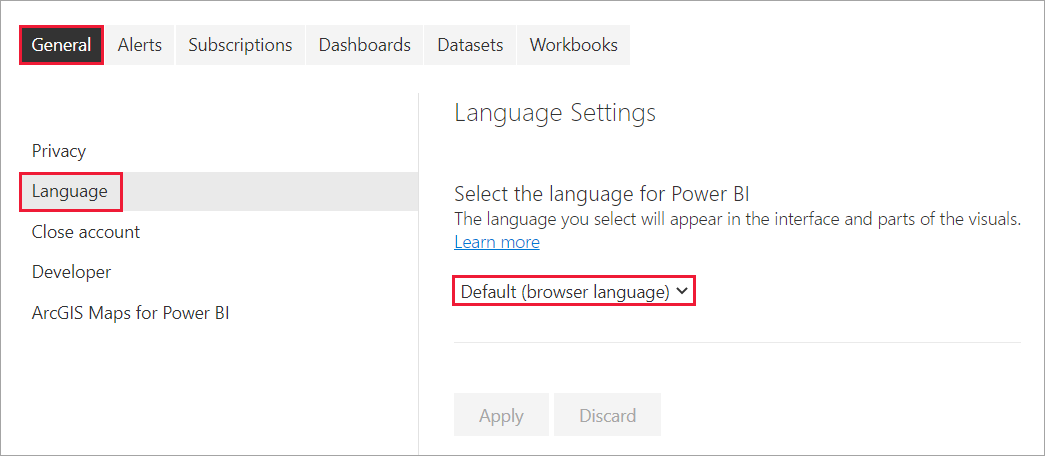 General Alerts Subscriptions Dashboards Datasets Workbooks
Privacy
Language
Close account
Developer
ArcGIS Maps for Power BI
Language Settings
Select the language for Power BI
The language you select will appear in the interface and parts of the visuals.
Learn more
Default (browser language)
Apply Discard